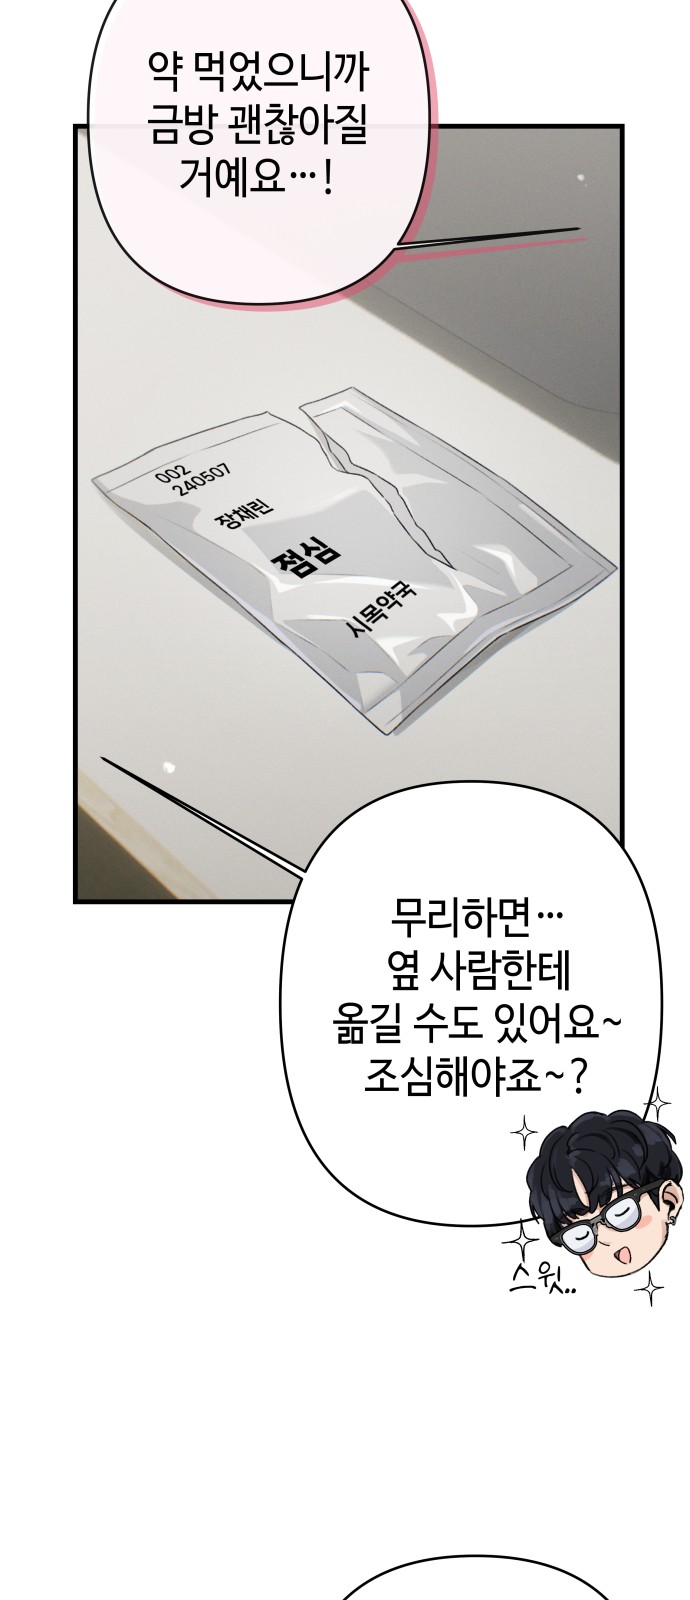 약 먹었으니까
금방 괜찮아질
거예요…!
002
240507
장채린
점심
시목약국
무리하면…
옆 사람한테
옮길 수도 있어요~
조심해야죠~?
스윗..